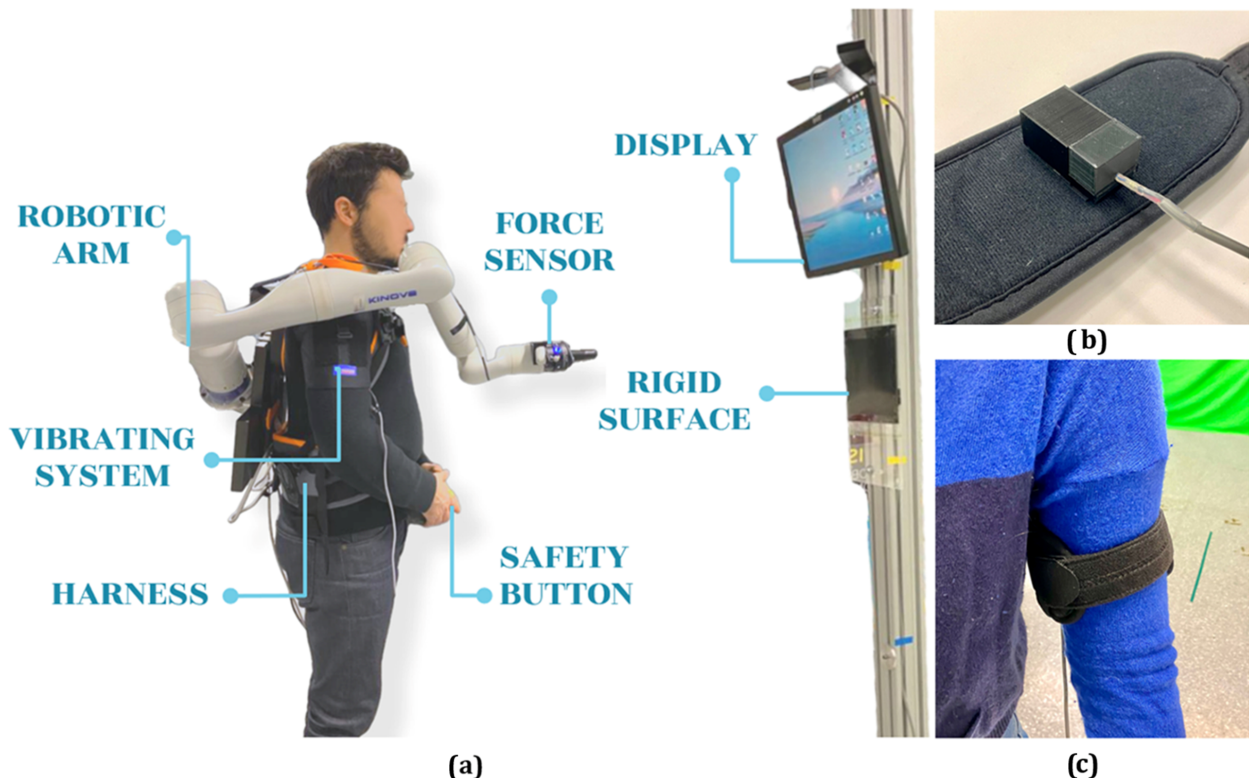 ROBOTIC
ARM
FORCE
SENSOR
DISPLAY
KINOVA
RIGID
SURFACE
VIBRATING
SYSTEM
HARNESS
SAFETY
BUTTON
(a)
(b)
(c)